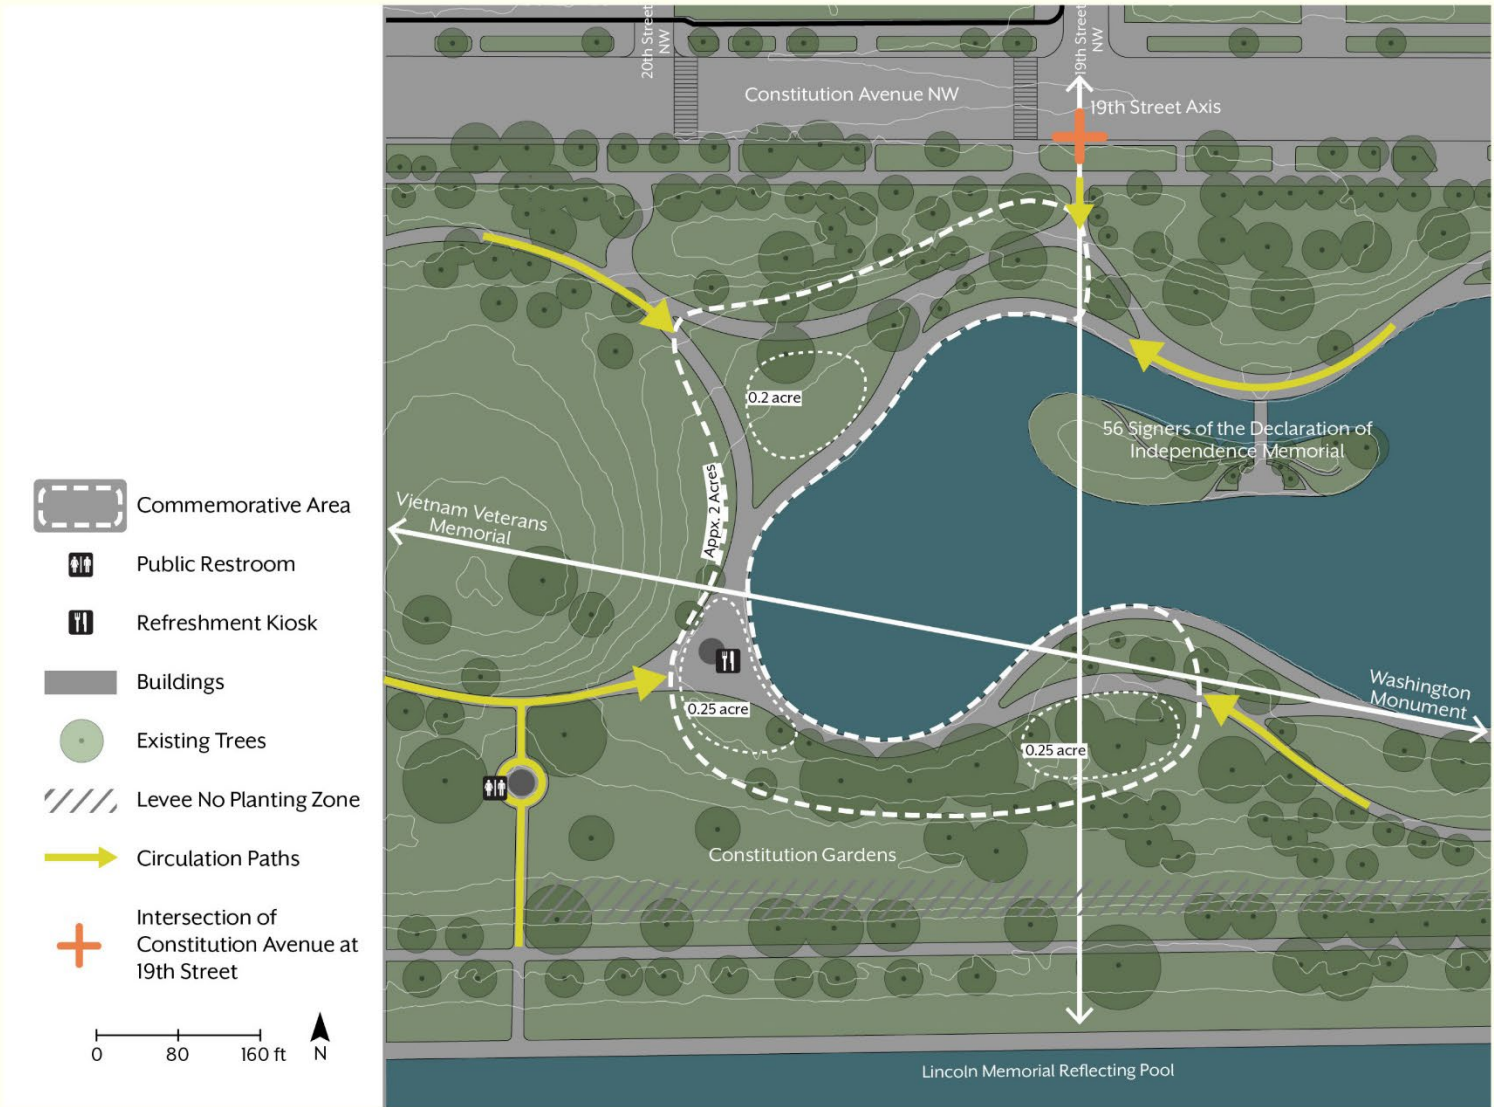 20th Street
NW
19th Street
NW
Constitution Avenue NW
19th Street Axis
0.2 acre
56 Signers of the Declaration of
Independence Memorial
Appx. 2 Acres
Vietnam Veterans
Memorial
0.25 acre
0.25 acre
Washington
Monument
Constitution Gardens
Lincoln Memorial Reflecting Pool
Commemorative Area
Public Restroom
Refreshment Kiosk
Buildings
Existing Trees
Levee No Planting Zone
Circulation Paths
Intersection of
Constitution Avenue at
19th Street
0 80 160 ft
N